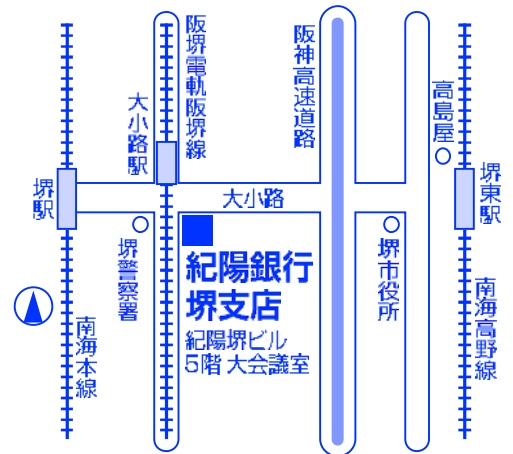 阪堺電軌阪堺線
阪神高速道路
高島屋
大小路駅
堺駅
大小路
堺東駅
堺警察署
紀陽銀行
堺支店
紀陽堺ビル
5階 大会議室
堺市役所
南海本線
南海高野線